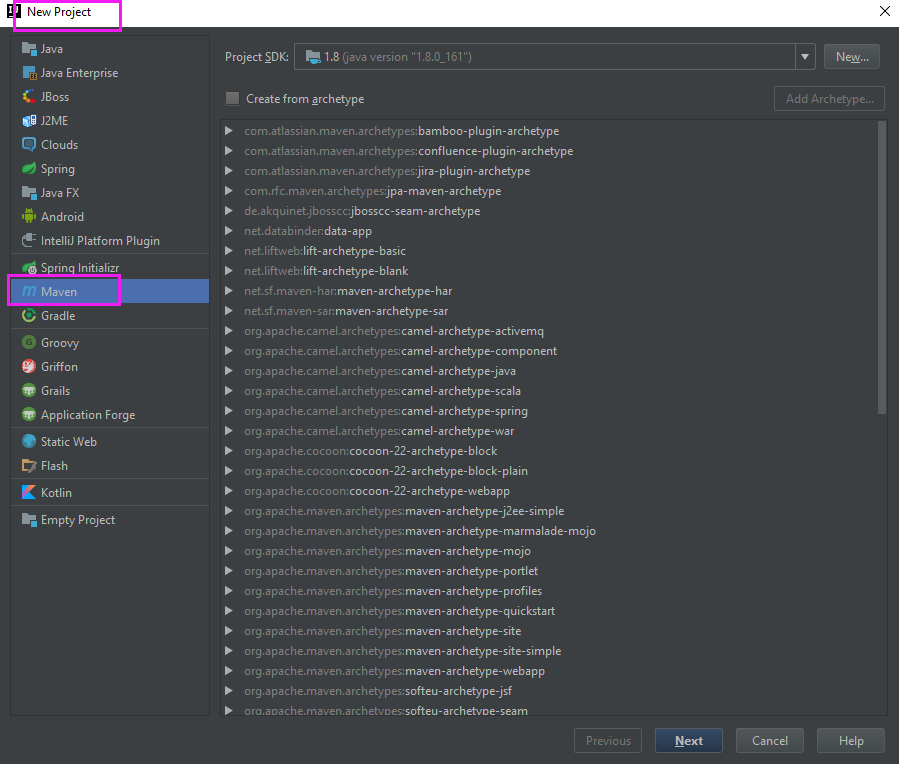 New Project
Java
Java Enterprise
JBoss
J2ME
Clouds
Spring
Java FX
Android
IntelliJ Platform Plugin
Spring Initializr
Maven
Gradle
Groovy
Griffon
Grails
Application Forge
Static Web
Flash
Kotlin
Empty Project
Project SDK: 1.8 (java version "1.8.0_161") New...
Create from archetype Add Archetype...
com.atlassian.maven.archetypes:bamboo-plugin-archetype
com.atlassian.maven.archetypes:confluence-plugin-archetype
com.atlassian.maven.archetypes:jira-plugin-archetype
com.rfc.maven.archetypes:jpa-maven-archetype
de.akquinet.jbosscc:jbosscc-seam-archetype
net.databinder:data-app
net.liftweb:lift-archetype-basic
net.liftweb:lift-archetype-blank
net.sf.maven-har:maven-archetype-har
net.sf.maven-sar:maven-archetype-sar
org.apache.camel.archetypes:camel-archetype-activemq
org.apache.camel.archetypes:camel-archetype-component
org.apache.camel.archetypes:camel-archetype-java
org.apache.camel.archetypes:camel-archetype-scala
org.apache.camel.archetypes:camel-archetype-spring
org.apache.camel.archetypes:camel-archetype-war
org.apache.cocoon:cocoon-22-archetype-block
org.apache.cocoon:cocoon-22-archetype-block-plain
org.apache.cocoon:cocoon-22-archetype-webapp
org.apache.maven.archetypes:maven-archetype-j2ee-simple
org.apache.maven.archetypes:maven-archetype-marmalade-mojo
org.apache.maven.archetypes:maven-archetype-mojo
org.apache.maven.archetypes:maven-archetype-portlet
org.apache.maven.archetypes:maven-archetype-profiles
org.apache.maven.archetypes:maven-archetype-quickstart
org.apache.maven.archetypes:maven-archetype-site
org.apache.maven.archetypes:maven-archetype-site-simple
org.apache.maven.archetypes:maven-archetype-webapp
org.apache.maven.archetypes:softeu-archetype-jsf
org.apache.maven.archetypes:softeu-archetype-seam
Previous Next Cancel Help